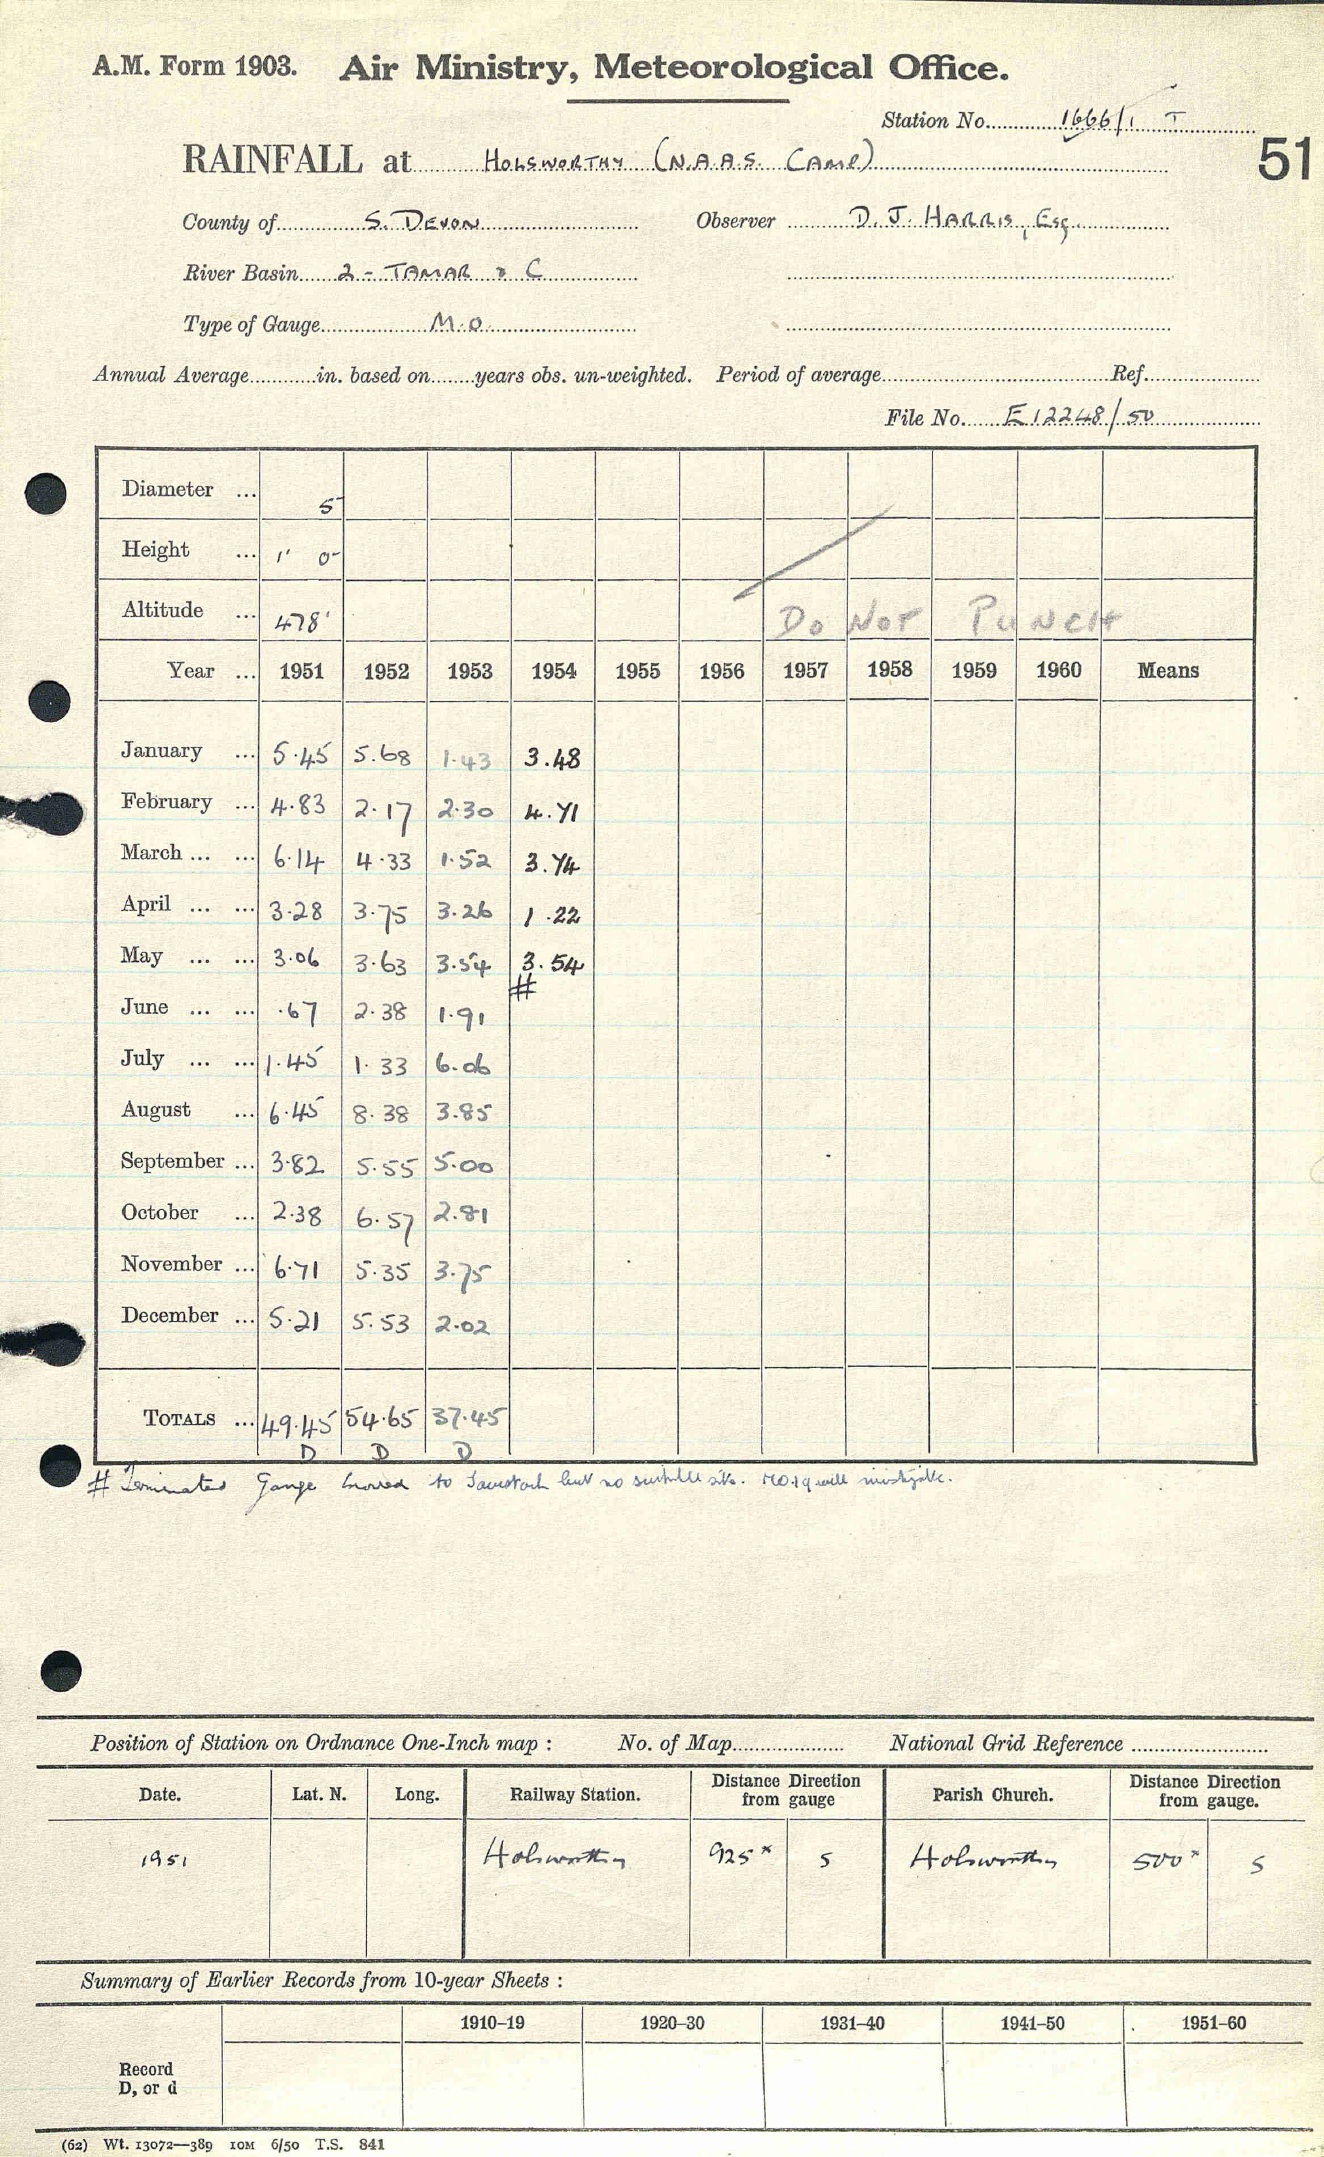 A.M. Form 1903. Air Ministry, Meteorological Office.
Station No. 1666/1 T
51
RAINFALL at HOLSWORTHY (N.A.A.S. CAMP)
County of S. DEVON Observer D. J. HARRIS, Esq.
River Basin 2 - TAMAR & C
Type of Gauge M.O.
Annual Average in. based on years obs. un-weighted. Period of average Ref.
File No. E 12248/50
Diameter ... 5
Height ... 1' 0
Altitude ... 478'
Do Not Punch
Year ... 1951 1952 1953 1954 1955 1956 1957 1958 1959 1960 Means
January ... 5.45 5.68 1.43 3.48
February ... 4.83 2.17 2.30 4.71
March ... ... 6.14 4.33 1.52 3.74
April ... ... 3.28 3.75 3.26 1.22
May ... ... 3.06 3.63 3.54 3.54
#
June ... ... .67 2.38 1.91
July ... ... 1.45 1.33 6.06
August ... 6.45 8.38 3.85
September ... 3.82 5.55 5.00
October ... 2.38 6.57 2.81
November ... 6.71 5.35 3.75
December ... 5.21 5.53 2.02
TOTALS ... 49.45 54.65 37.45
D D D
# Terminated Gauge moved to Tavistock but no suitable site. M.O.19 will investigate.
Position of Station on Ordnance One-Inch map : No. of Map National Grid Reference
Date. Lat. N. Long. Railway Station. Distance Direction from gauge Parish Church. Distance Direction from gauge.
1951 Holsworthy 925 x S Holsworthy 500 x S
Summary of Earlier Records from 10-year Sheets :
1910–19 1920–30 1931–40 1941–50 1951–60
Record
D, or d
(62) Wt. 13072—389 10M 6/50 T.S. 841